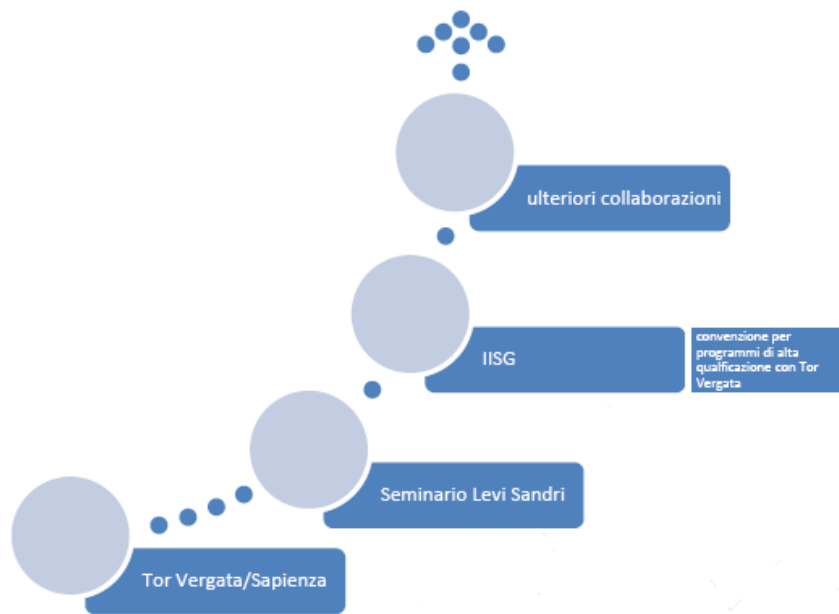 ulteriori collaborazioni
IISG
convenzione per
programmi di alta
qualficazione con Tor
Vergata
Seminario Levi Sandri
Tor Vergata/Sapienza